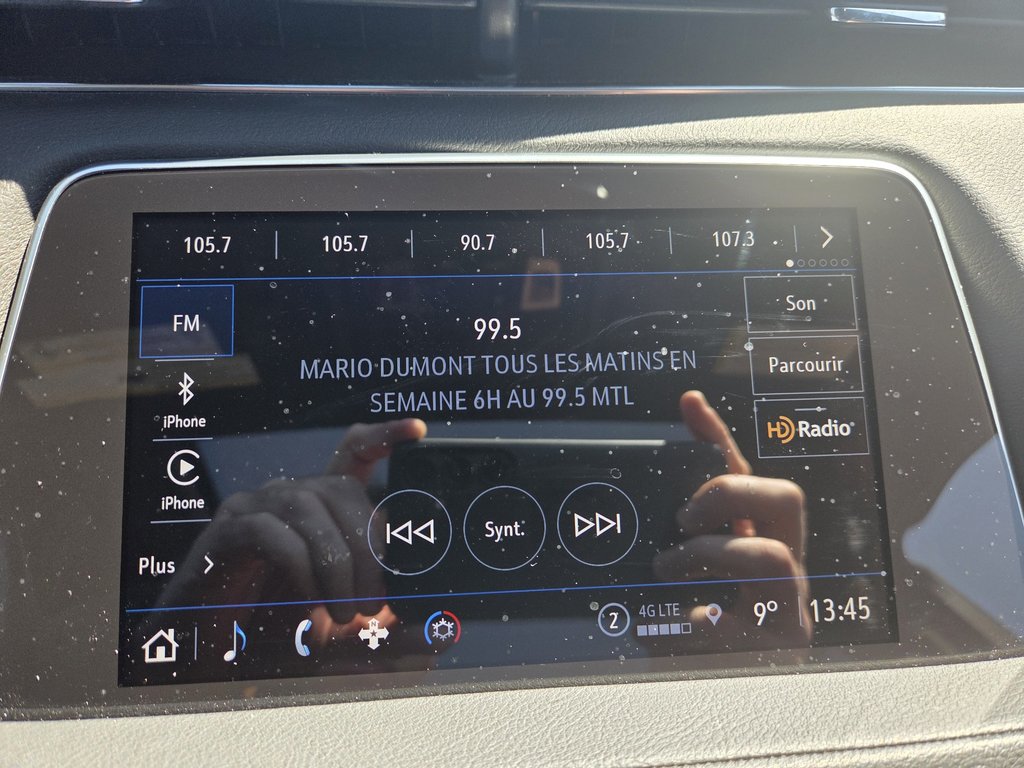 105.7 105.7 90.7 105.7 107.3
FM
99.5
Son
MARIO DUMONT TOUS LES MATINS EN
SEMAINE 6H AU 99.5 MTL
Parcourir
iPhone
HD Radio®
iPhone
Synt.
Plus
N
2 4G LTE 9° 13:45